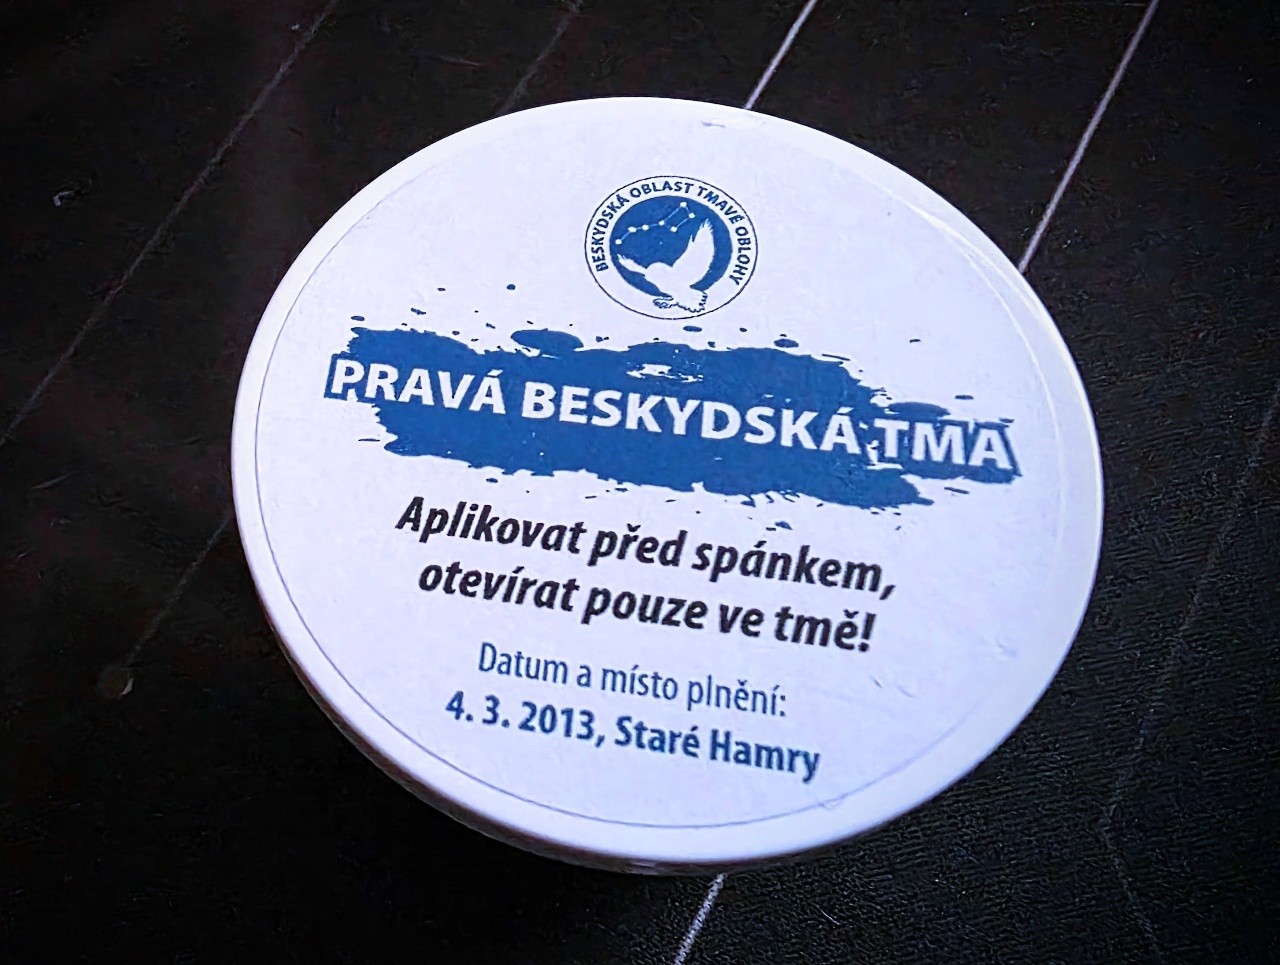 BESKYDSKÁ OBLAST TMAVÉ OBLOHY
PRAVÁ BESKYDSKÁ TMA
Aplikovat před spánkem,
otevírat pouze ve tmě!
Datum a místo plnění:
4. 3. 2013, Staré Hamry